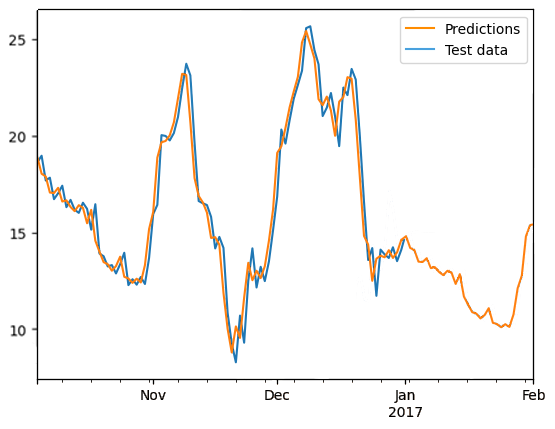 Predictions
Test data
25
20
15
10
Nov
Dec
Jan
Feb
2017